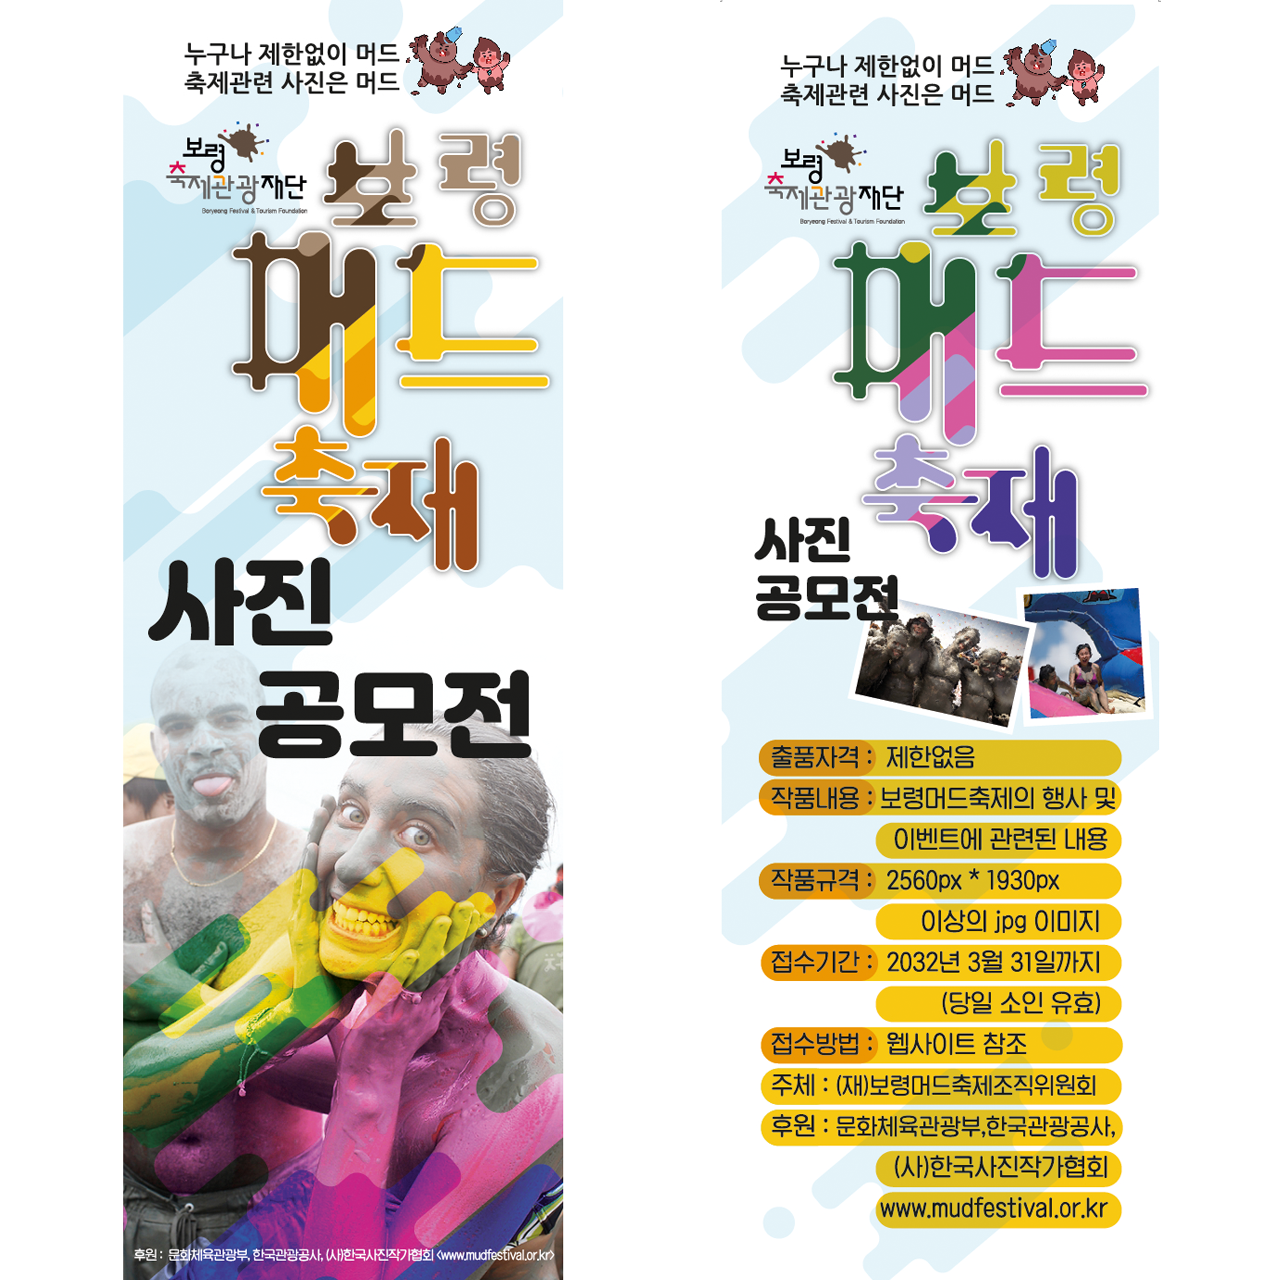 누구나 제한없이 머드
축제관련 사진은 머드
보령
축제관광재단
Boryeong Festival & Tourism Foundation
보령
머드
축재
사진
공모전
후원 : 문화체육관광부, 한국관광공사, (사)한국사진작가협회 <www.mudfestival.or.kr>
누구나 제한없이 머드
축제관련 사진은 머드
보령
축제관광재단
Boryeong Festival & Tourism Foundation
보령
머드
축재
사진
공모전
출품자격 : 제한없음
작품내용 : 보령머드축제의 행사 및
이벤트에 관련된 내용
작품규격 : 2560px * 1930px
이상의 jpg 이미지
접수기간 : 2032년 3월 31일까지
(당일 소인 유효)
접수방법 : 웹사이트 참조
주체 : (재)보령머드축제조직위원회
후원 : 문화체육관광부,한국관광공사,
(사)한국사진작가협회
www.mudfestival.or.kr